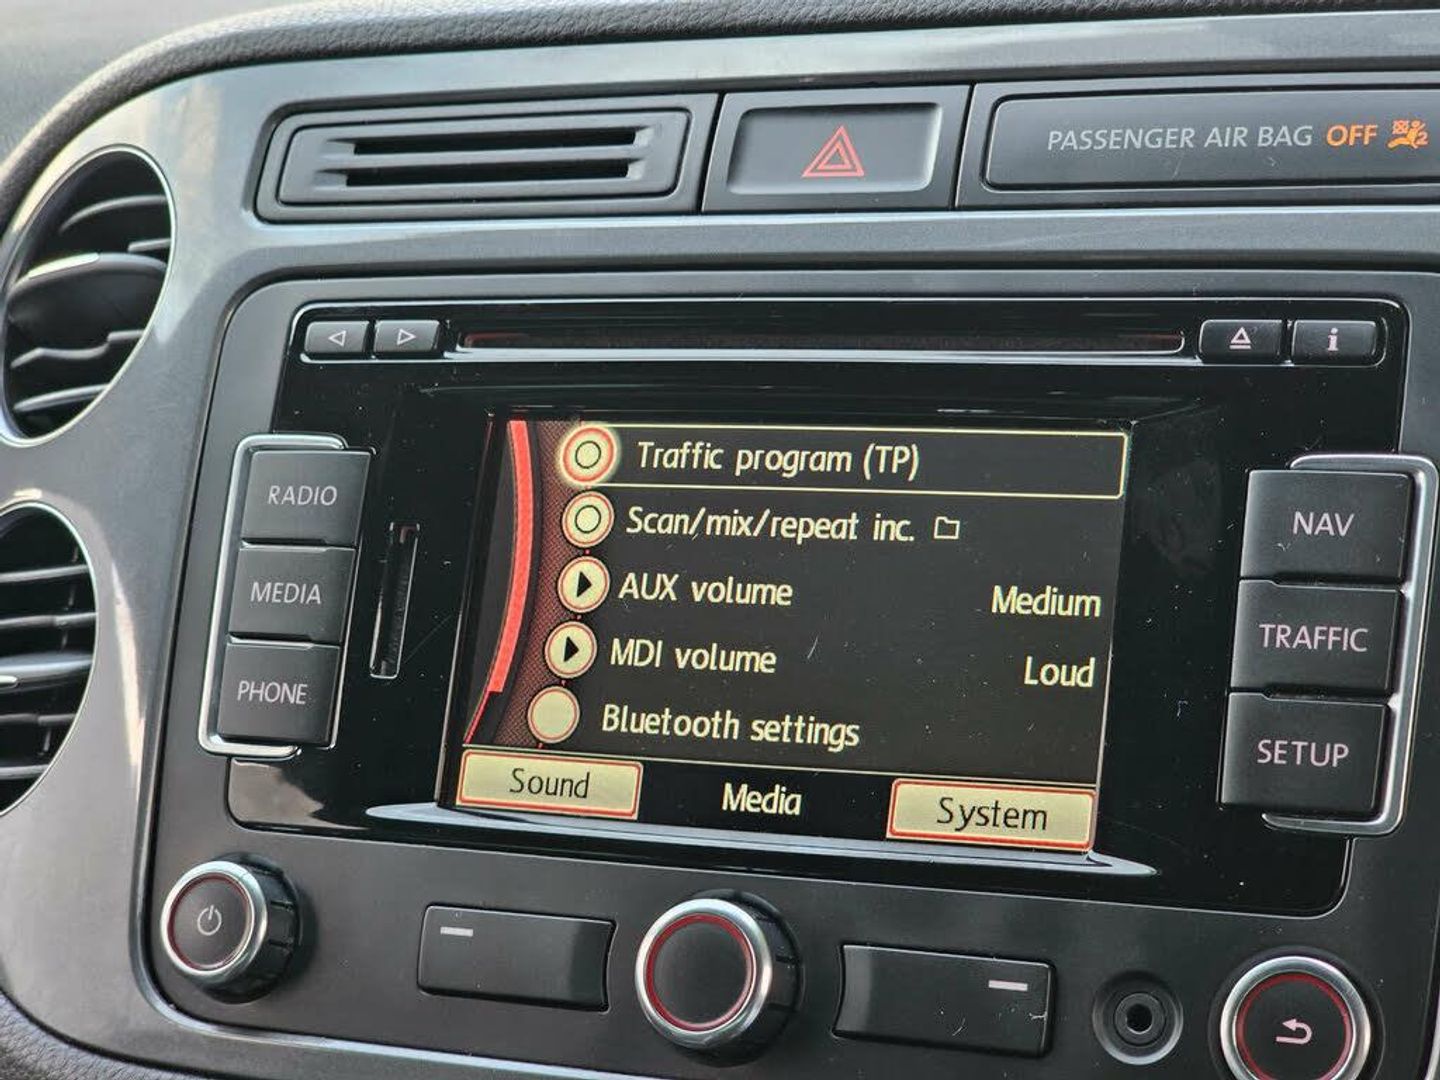 PASSENGER AIR BAG OFF
RADIO
MEDIA
PHONE
Traffic program (TP)
Scan/mix/repeat inc.
AUX volume Medium
MDI volume Loud
Bluetooth settings
Sound Media System
NAV
TRAFFIC
SETUP